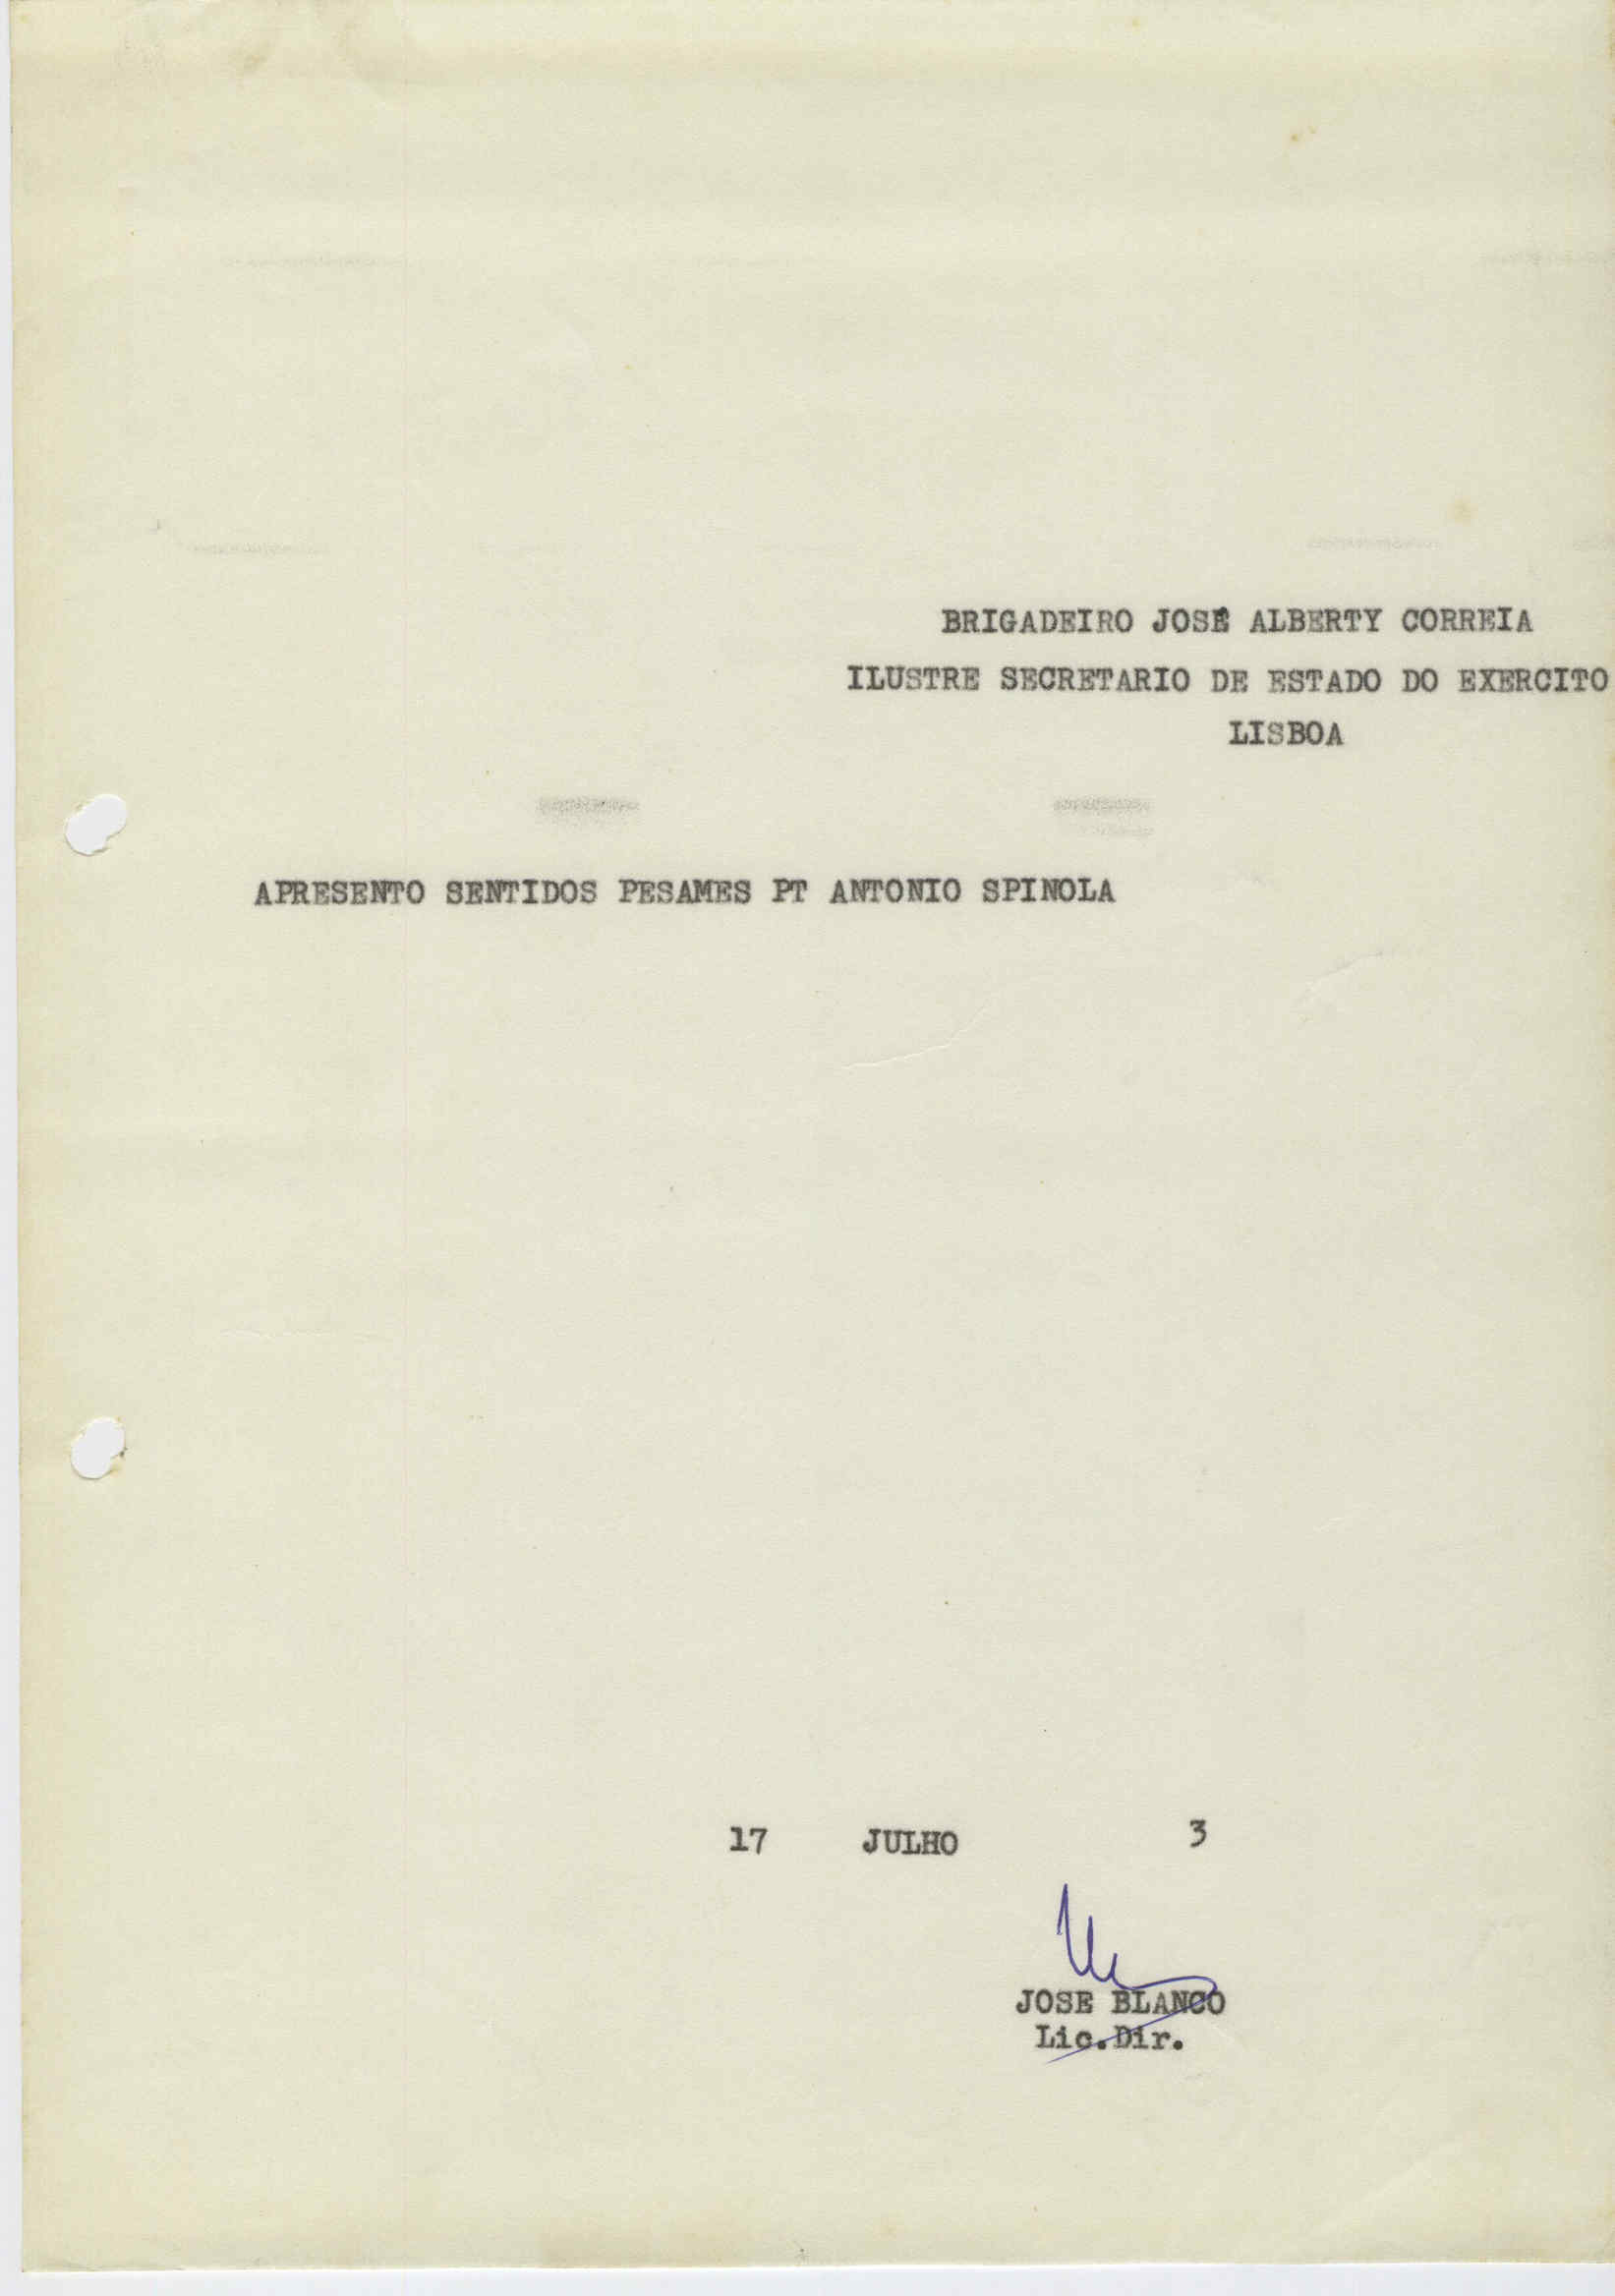 BRIGADEIRO JOSÉ ALBERTY CORREIA
ILUSTRE SECRETARIO DE ESTADO DO EXERCITO
LISBOA
APRESENTO SENTIDOS PESAMES PT ANTONIO SPINOLA
17 JULHO 3
JOSE BLANCO
Lic.Dir.